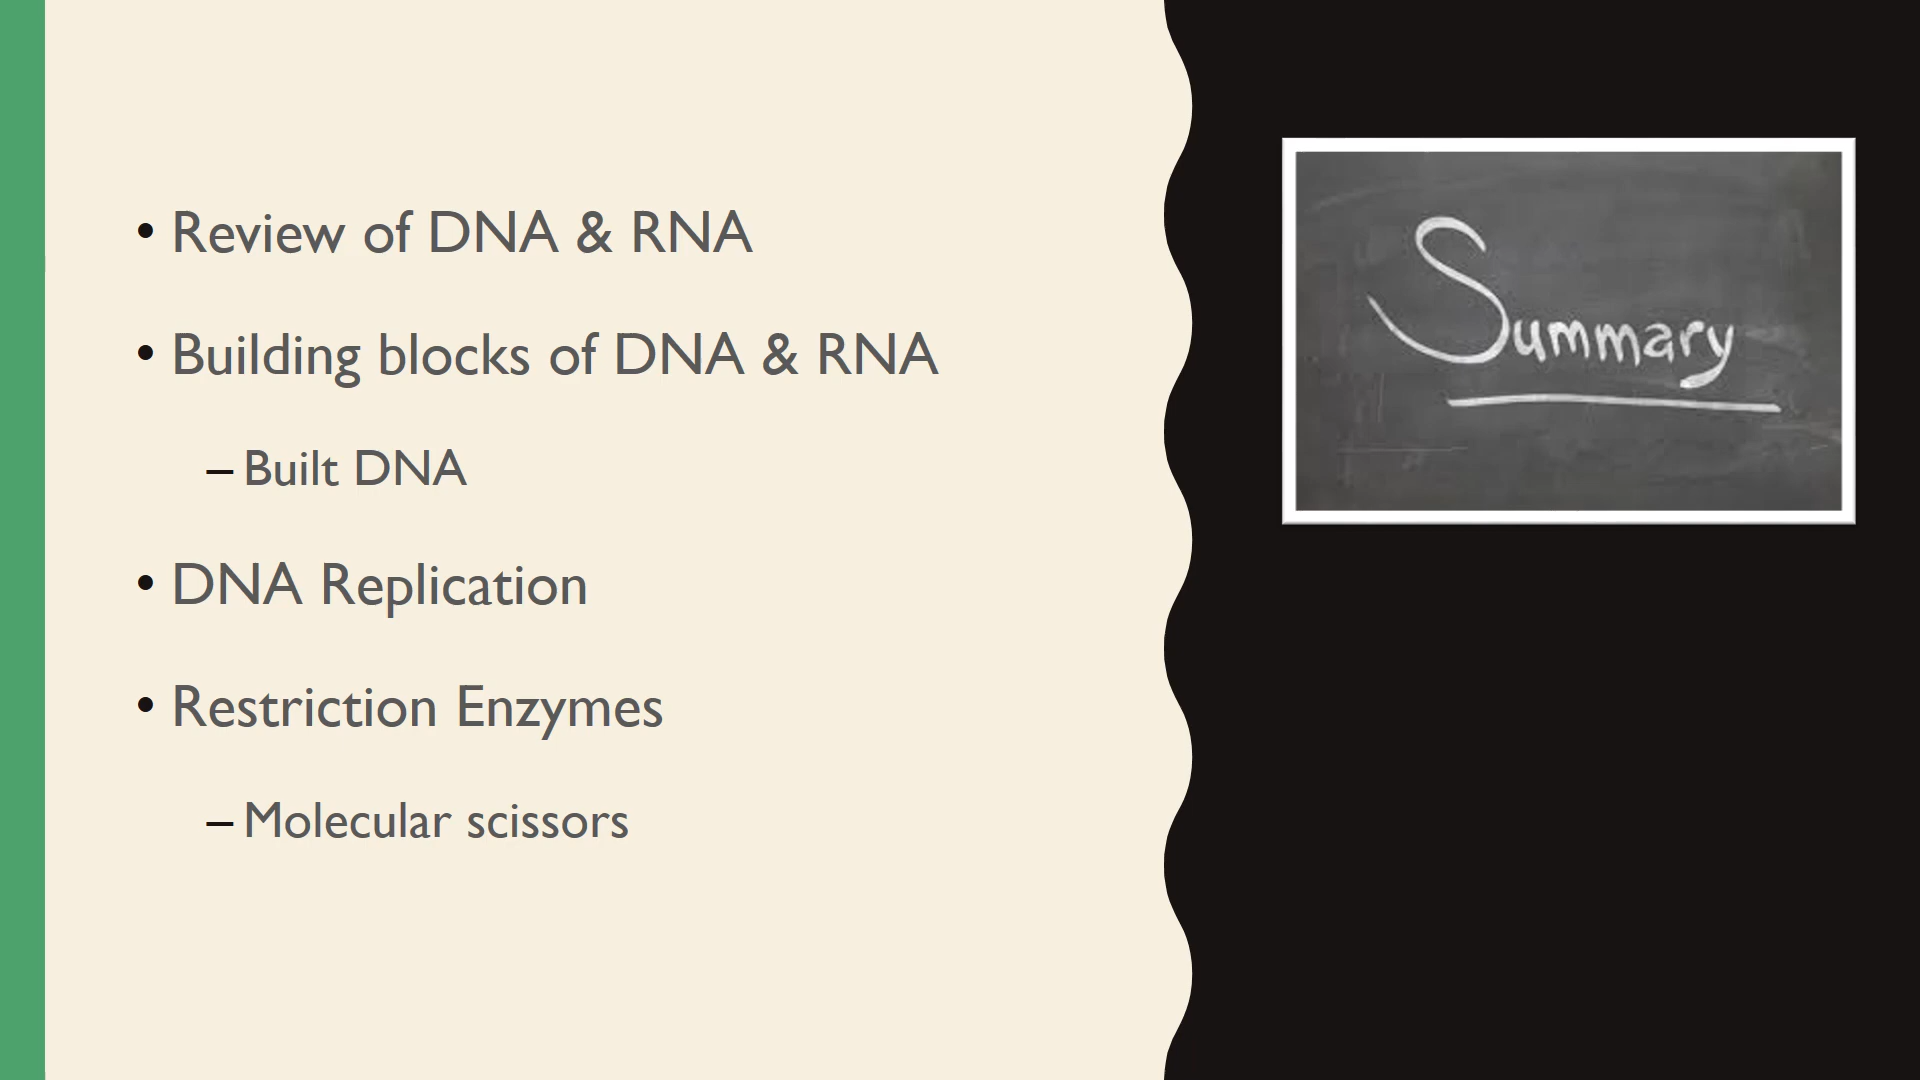 • Review of DNA & RNA
• Building blocks of DNA & RNA
– Built DNA
• DNA Replication
• Restriction Enzymes
– Molecular scissors
Summary